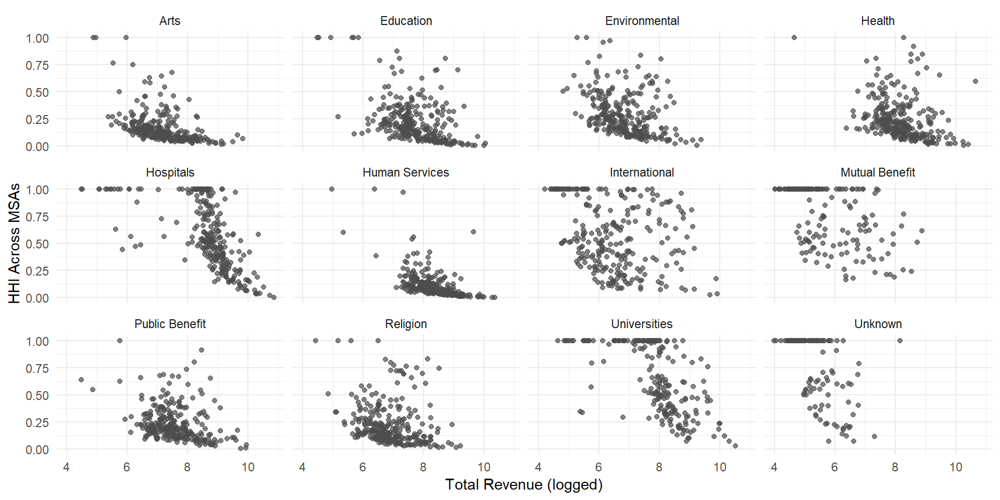 Arts
Education
Environmental
Health
1.00
0.75
0.50
0.25
0.00
Hospitals
Human Services
International
Mutual Benefit
1.00
0.75
0.50
0.25
0.00
HHI Across MSAs
Public Benefit
Religion
Universities
Unknown
1.00
0.75
0.50
0.25
0.00
4 6 8 10
4 6 8 10
4 6 8 10
4 6 8 10
Total Revenue (logged)